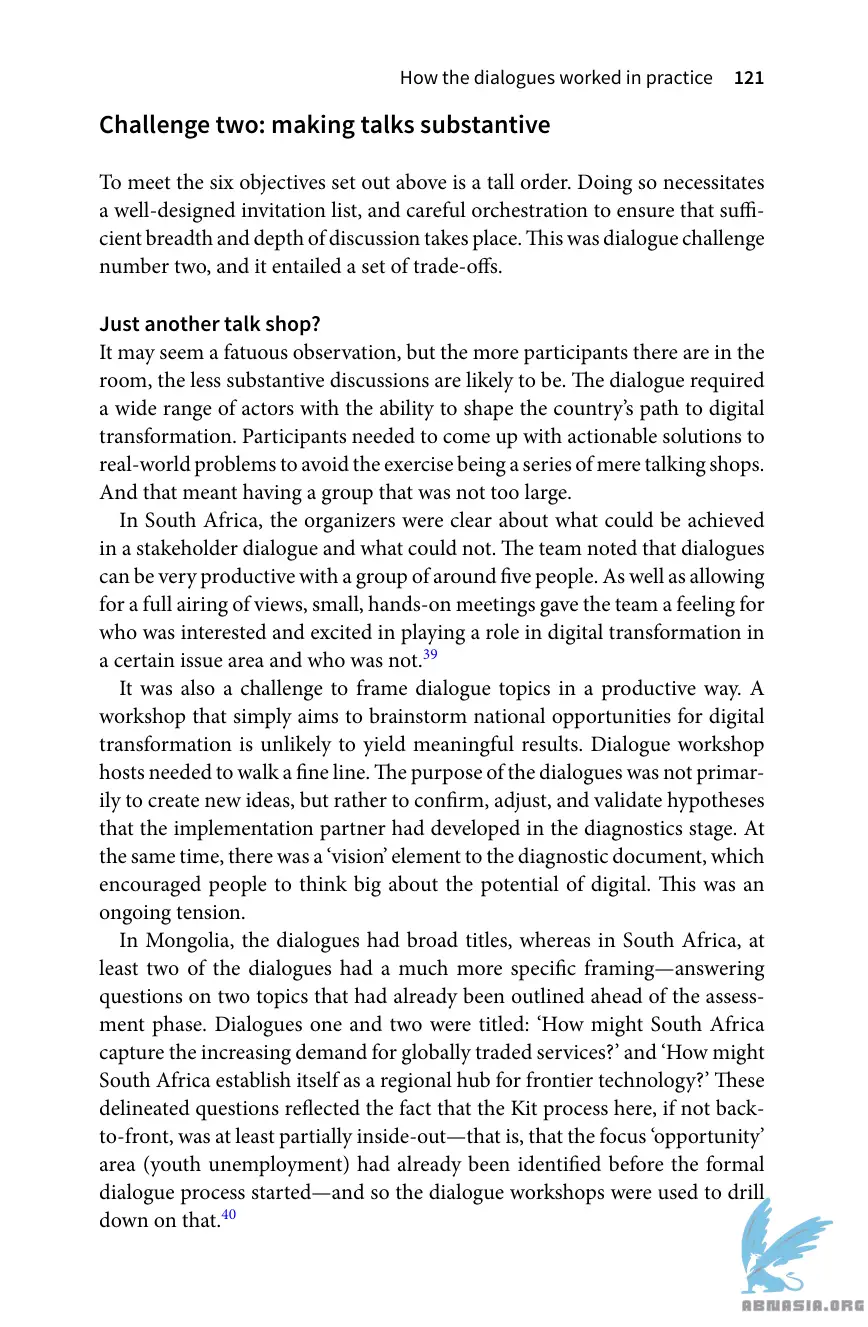 How the dialogues worked in practice 121
Challenge two: making talks substantive
To meet the six objectives set out above is a tall order. Doing so necessitates
a well-designed invitation list, and careful orchestration to ensure that suffi-
cient breadth and depth of discussion takes place. This was dialogue challenge
number two, and it entailed a set of trade-offs.
Just another talk shop?
It may seem a fatuous observation, but the more participants there are in the
room, the less substantive discussions are likely to be. The dialogue required
a wide range of actors with the ability to shape the country’s path to digital
transformation. Participants needed to come up with actionable solutions to
real-world problems to avoid the exercise being a series of mere talking shops.
And that meant having a group that was not too large.
In South Africa, the organizers were clear about what could be achieved
in a stakeholder dialogue and what could not. The team noted that dialogues
can be very productive with a group of around five people. As well as allowing
for a full airing of views, small, hands-on meetings gave the team a feeling for
who was interested and excited in playing a role in digital transformation in
a certain issue area and who was not.39
It was also a challenge to frame dialogue topics in a productive way. A
workshop that simply aims to brainstorm national opportunities for digital
transformation is unlikely to yield meaningful results. Dialogue workshop
hosts needed to walk a fine line. The purpose of the dialogues was not primar-
ily to create new ideas, but rather to confirm, adjust, and validate hypotheses
that the implementation partner had developed in the diagnostics stage. At
the same time, there was a ‘vision’ element to the diagnostic document, which
encouraged people to think big about the potential of digital. This was an
ongoing tension.
In Mongolia, the dialogues had broad titles, whereas in South Africa, at
least two of the dialogues had a much more specific framing—answering
questions on two topics that had already been outlined ahead of the assess-
ment phase. Dialogues one and two were titled: ‘How might South Africa
capture the increasing demand for globally traded services?’ and ‘How might
South Africa establish itself as a regional hub for frontier technology?’ These
delineated questions reflected the fact that the Kit process here, if not back-
to-front, was at least partially inside-out—that is, that the focus ‘opportunity’
area (youth unemployment) had already been identified before the formal
dialogue process started—and so the dialogue workshops were used to drill
down on that.40
ABNASIA.ORG